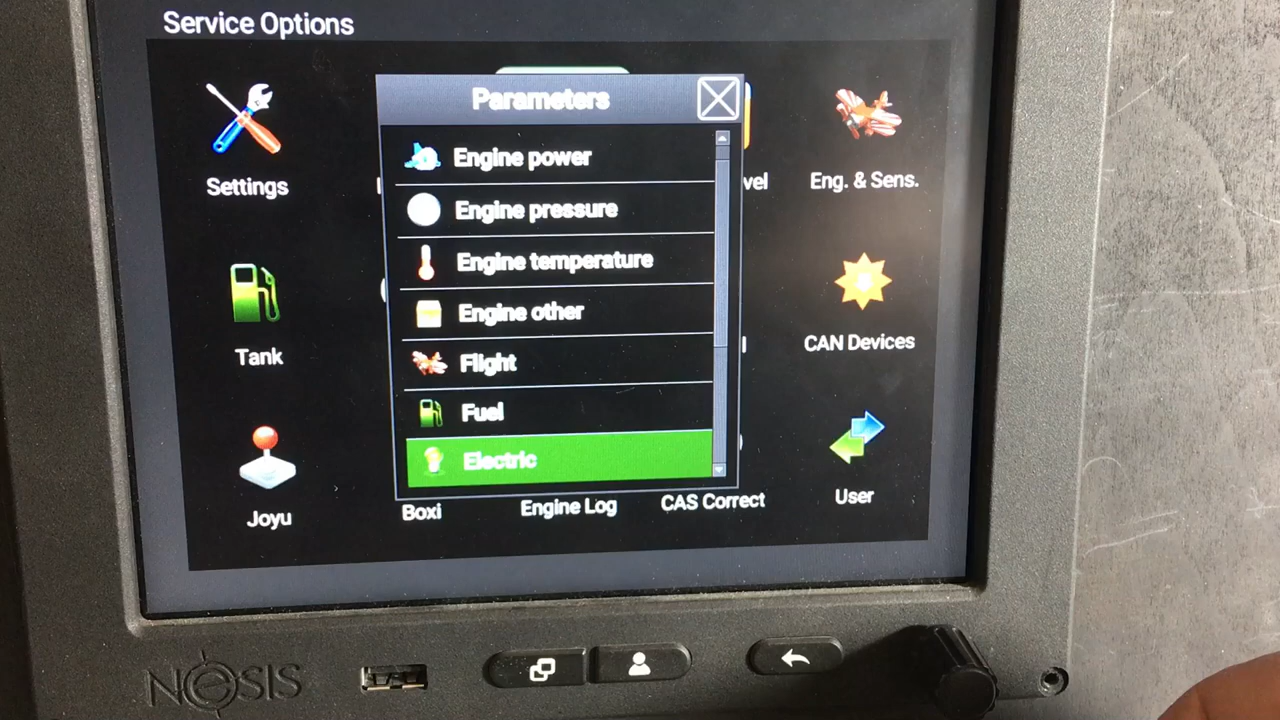 Service Options
Parameters
Engine power
Engine pressure
Engine temperature
Engine other
Flight
Fuel
Electric
Settings
vel
Eng. & Sens.
Tank
CAN Devices
Joyu
Boxi
Engine Log
CAS Correct
User
NESIS